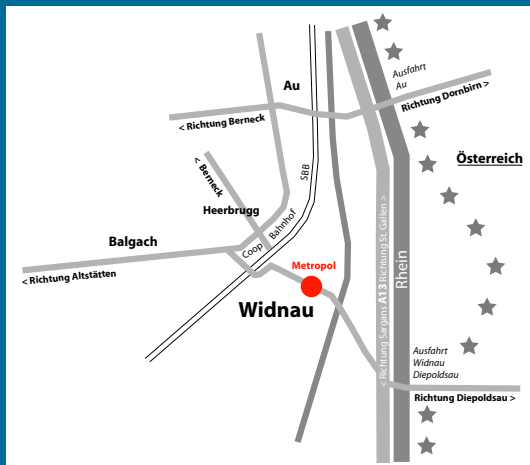 Ausfahrt
Au
Au
Richtung Dornbirn >
< Richtung Berneck
Österreich
< Berneck
SBB
Heerbrugg
Bahnhof
Coop
Balgach
Metropol
< Richtung Altstätten
Widnau
< Richtung Sargans A13 Richtung St. Gallen >
Rhein
Ausfahrt
Widnau
Diepoldsau
Richtung Diepoldsau >